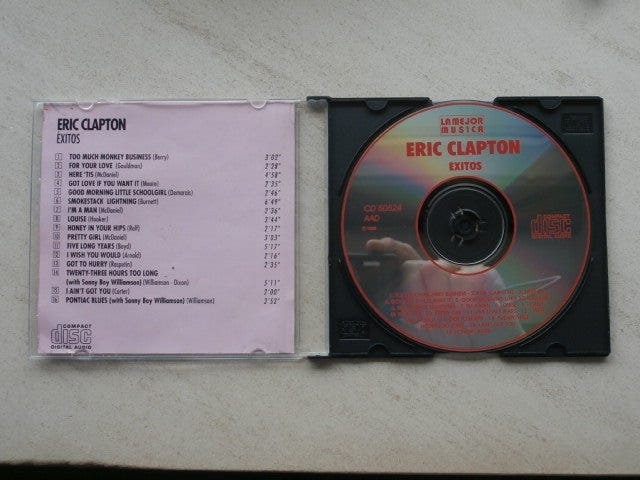 ERIC CLAPTON
ÉXITOS
1 TOO MUCH MONKEY BUSINESS (Berry) 3'02"
2 FOR YOUR LOVE (Gouldman) 2'28"
3 HERE 'TIS (McDaniel) 4'58"
4 GOT LOVE IF YOU WANT IT 2'35"
5 GOOD MORNING LITTLE SCHOOLGIRL (Demarais) 2'46"
6 SMOKESTACK LIGHTNING (Burnett) 6'49"
7 I'M A MAN (McDaniel) 2'36"
8 LOUISE (Hooker) 2'44"
9 HONEY IN YOUR HIPS (Relf) 2'17"
10 PRETTY GIRL (McDaniel) 3'03"
11 FIVE LONG YEARS (Boyd) 5'17"
12 I WISH YOU WOULD (Arnold) 2'16"
13 GOT TO HURRY (Rasputin) 2'35"
14 TWENTY-THREE HOURS TOO LONG
(with Sonny Boy Williamson) (Williamson - Dixon) 5'11"
15 I AIN'T GOT YOU (Carter) 2'00"
16 PONTIAC BLUES (with Sonny Boy Williamson) (Williamson) 3'52"
COMPACT
disc
DIGITAL AUDIO
LA MEJOR
MUSICA
ERIC CLAPTON
EXITOS
CD 50524
AAD
COMPACT
disc
DIGITAL AUDIO